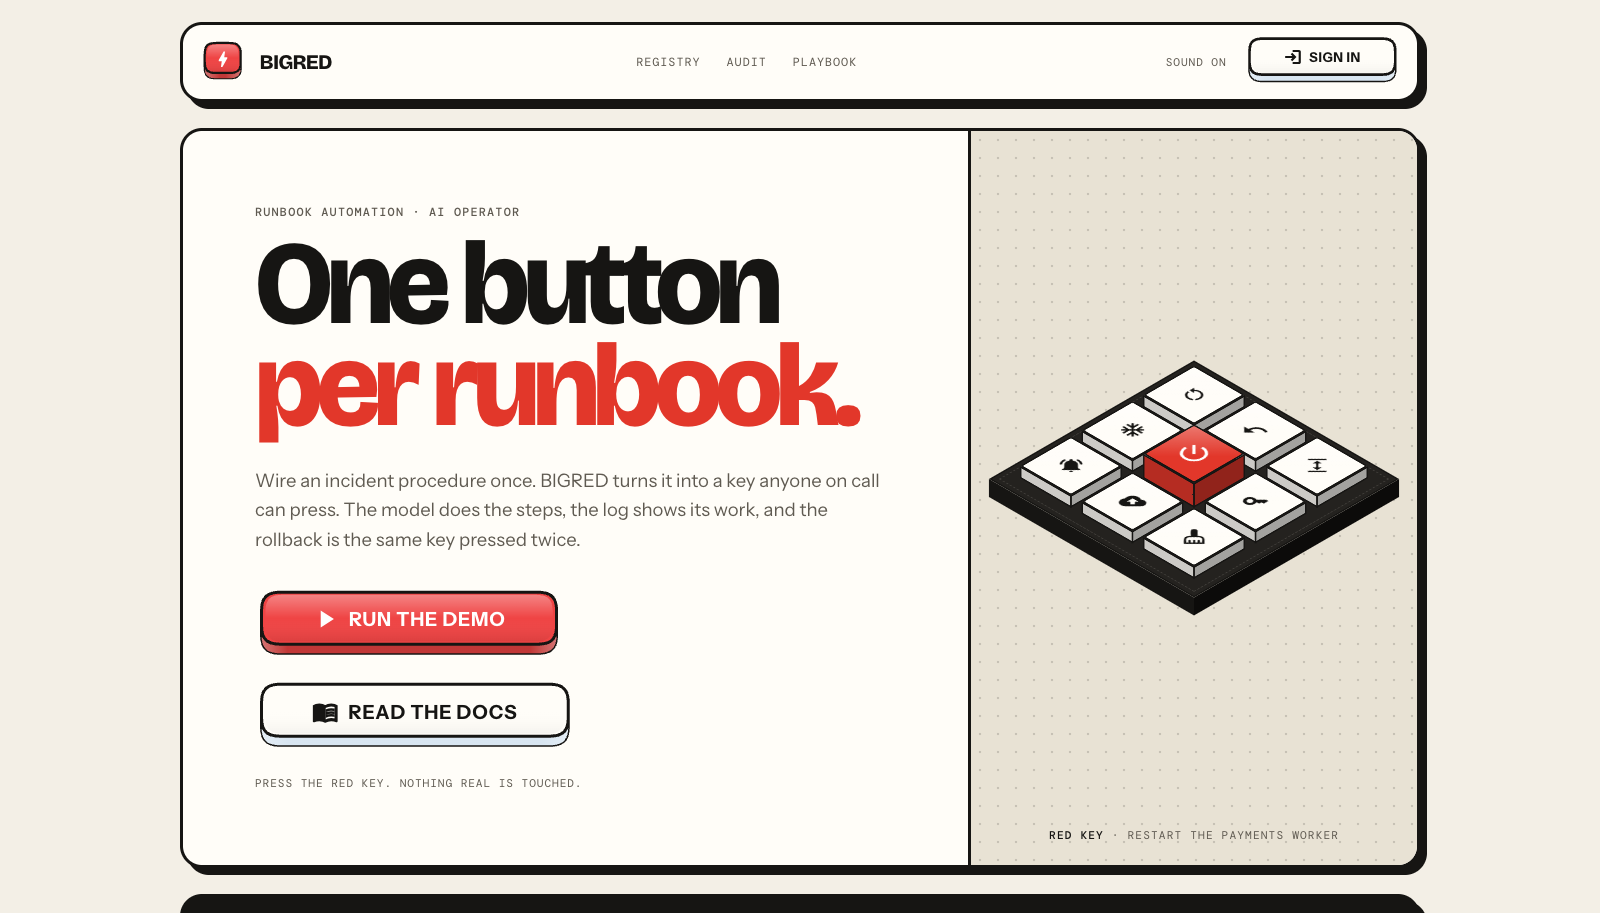 BIGRED
REGISTRY AUDIT PLAYBOOK
SOUND ON
SIGN IN
RUNBOOK AUTOMATION · AI OPERATOR
One button
per runbook.
Wire an incident procedure once. BIGRED turns it into a key anyone on call
can press. The model does the steps, the log shows its work, and the
rollback is the same key pressed twice.
RUN THE DEMO
READ THE DOCS
PRESS THE RED KEY. NOTHING REAL IS TOUCHED.
RED KEY · RESTART THE PAYMENTS WORKER